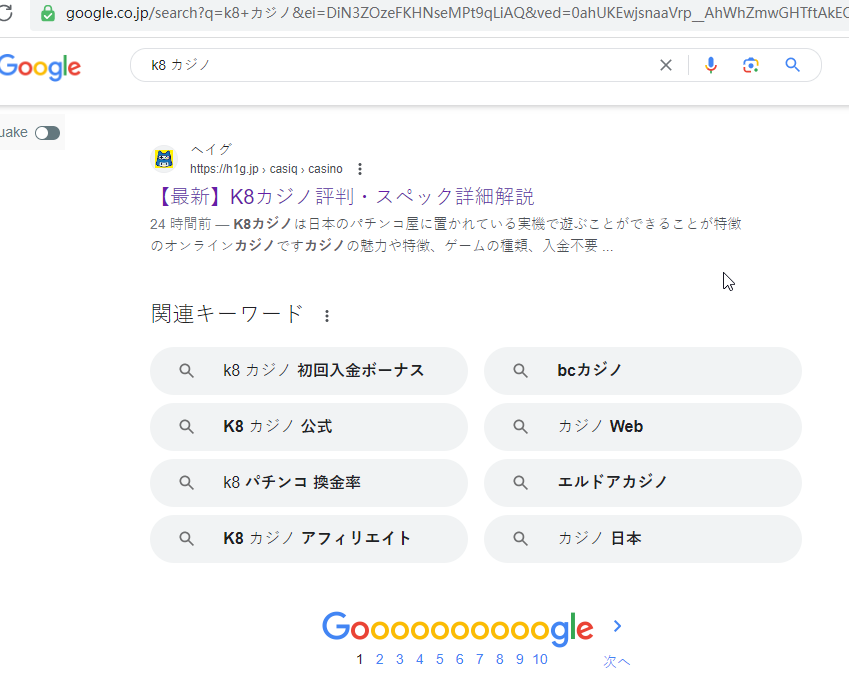 google.co.jp/search?q=k8+カジノ&ei=DiN3ZOzeFKHNseMPt9qLiAQ&ved=0ahUKEwjsnaaVrp__AhWhZmwGHTftAkEC
Google
k8 カジノ
uake
ヘイグ
https://h1g.jp › casiq › casino
【最新】K8カジノ評判・スペック詳細解説
24 時間前 — K8カジノは日本のパチンコ屋に置かれている実機で遊ぶことができることが特徴
のオンラインカジノですカジノの魅力や特徴、ゲームの種類、入金不要 ...
関連キーワード
k8 カジノ 初回入金ボーナス
bcカジノ
K8 カジノ 公式
カジノ Web
k8 パチンコ 換金率
エルドアカジノ
K8 カジノ アフィリエイト
カジノ 日本
Goooooooooogle
1 2 3 4 5 6 7 8 9 10 次へ